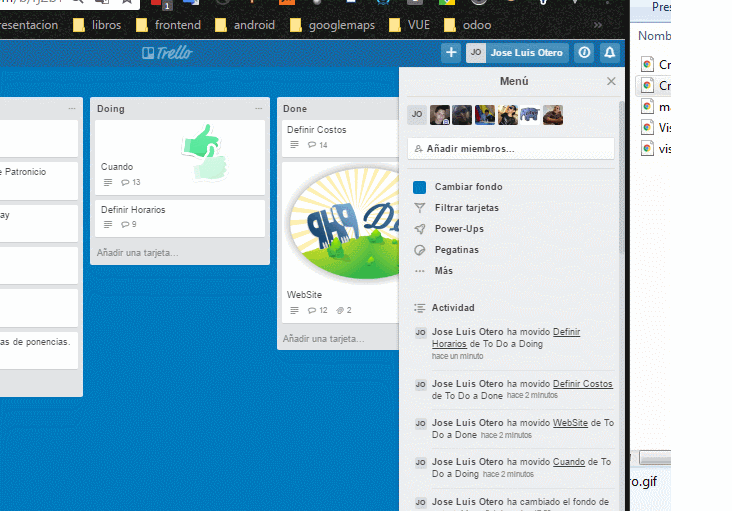 resentacion libros frontend android googlemaps VUE odoo »
Trello
+ JO Jose Luis Otero
Menú
JO
Añadir miembros...
Cambiar fondo
Filtrar tarjetas
Power-Ups
Pegatinas
Más
Actividad
JO Jose Luis Otero ha movido Definir
Horarios de To Do a Doing
hace un minuto
JO Jose Luis Otero ha movido Definir Costos
de To Do a Done hace 2 minutos
JO Jose Luis Otero ha movido WebSite de To
Do a Done hace 2 minutos
JO Jose Luis Otero ha movido Cuando de To
Do a Doing hace 2 minutos
JO Jose Luis Otero ha cambiado el fondo de
e Patronicio
ay
as de ponencias.
Doing
Cuando
13
Definir Horarios
9
Añadir una tarjeta...
Done
Definir Costos
14
PHP D
WebSite
12 2
Añadir una tarjeta...
Pres
Nomb
Cr
Cr
ma
Vis
vis
ro.gif